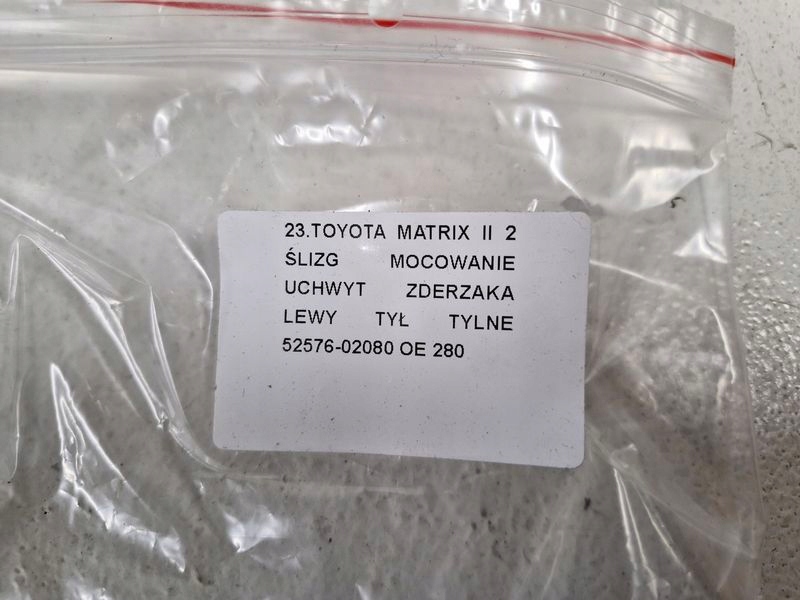 23.TOYOTA MATRIX II 2
ŚLIZG MOCOWANIE
UCHWYT ZDERZAKA
LEWY TYŁ TYLNE
52576-02080 OE 280